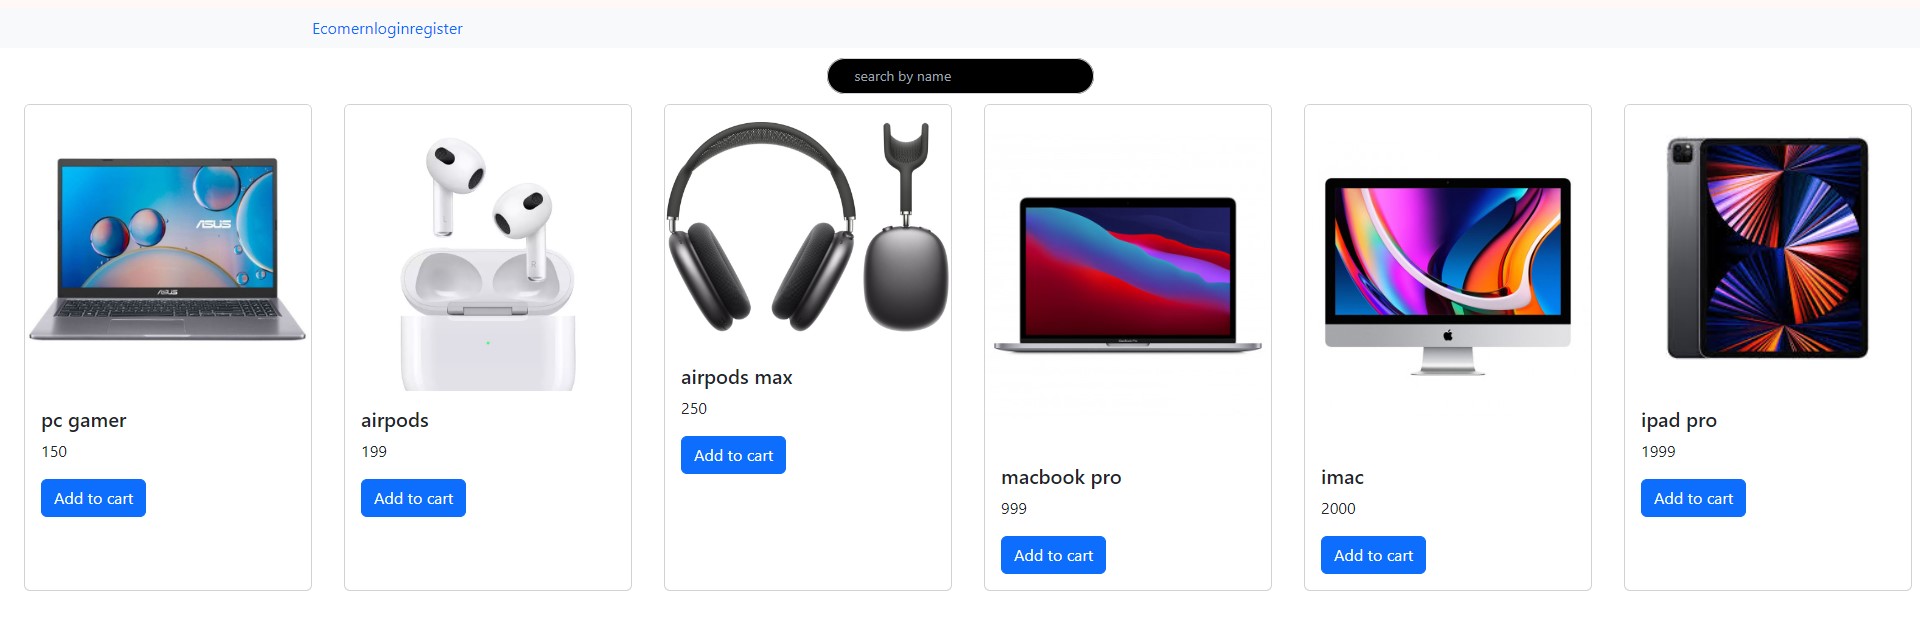 Ecomernloginregister
search by name
ASUS
ASUS
pc gamer
150
Add to cart
airpods
199
Add to cart
airpods max
250
Add to cart
macbook pro
999
Add to cart
imac
2000
Add to cart
ipad pro
1999
Add to cart